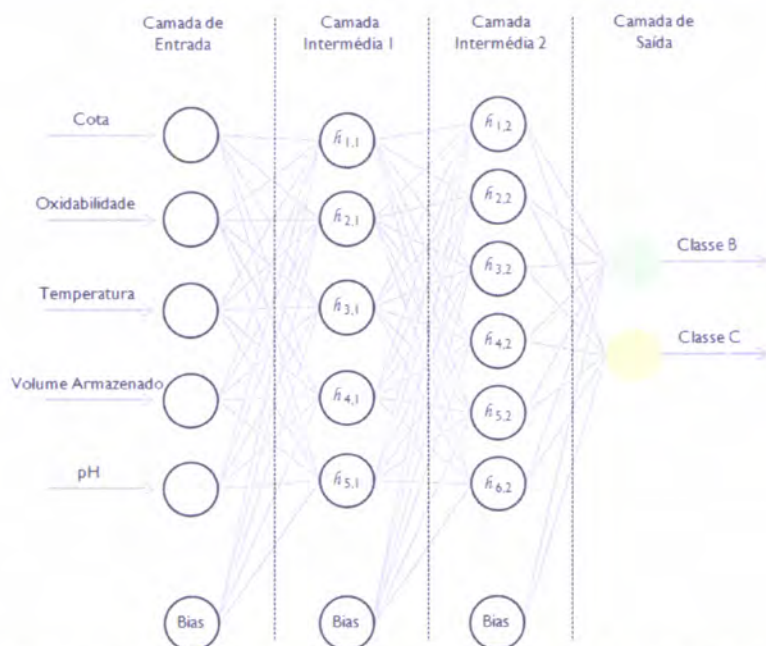 Camada de
Entrada
Camada
Intermédia 1
Camada
Intermédia 2
Camada de
Saída
Cota
Oxidabilidade
Temperatura
Volume Armazenado
pH
Bias
h1,1
h2,1
h3,1
h4,1
h5,1
Bias
h1,2
h2,2
h3,2
h4,2
h5,2
h6,2
Bias
Classe B
Classe C